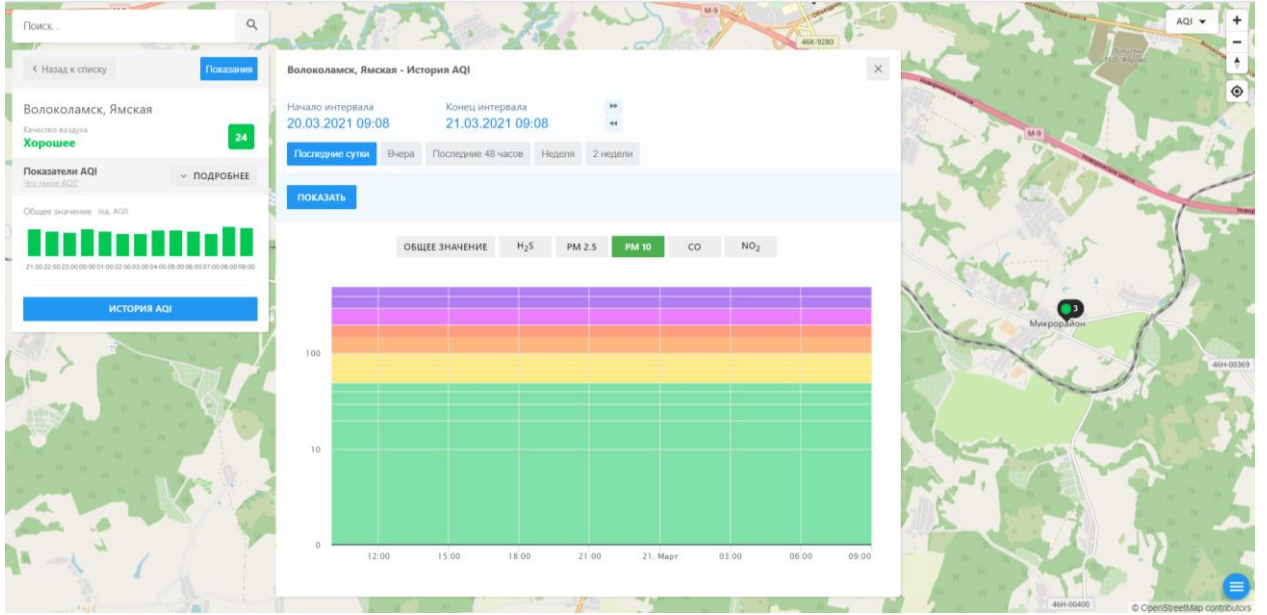 Поиск...
AQI
M-9
46К-9280
‹ Назад к списку
Показания
Волоколамск, Ямская - История AQI
Волоколамск, Ямская
Качество воздуха
Хорошее
24
Начало интервала
Конец интервала
20.03.2021 09:08
21.03.2021 09:08
Последние сутки
Вчера
Последние 48 часов
Неделя
2 недели
Показатели AQI
Что такое AQI?
ПОДРОБНЕЕ
ПОКАЗАТЬ
Общее значение (ед. AQI)
21:00 22:00 23:00 00:00 01:00 02:00 03:00 04:00 05:00 06:00 07:00 08:00 09:00
ИСТОРИЯ AQI
ОБЩЕЕ ЗНАЧЕНИЕ
H₂S
PM 2.5
PM 10
CO
NO₂
100
10
0
12:00
15:00
18:00
21:00
21. Март
03:00
06:00
09:00
M-9
Новорижское шоссе
3
Микрорайон
46Н-00369
46Н-00400
© OpenStreetMap contributors